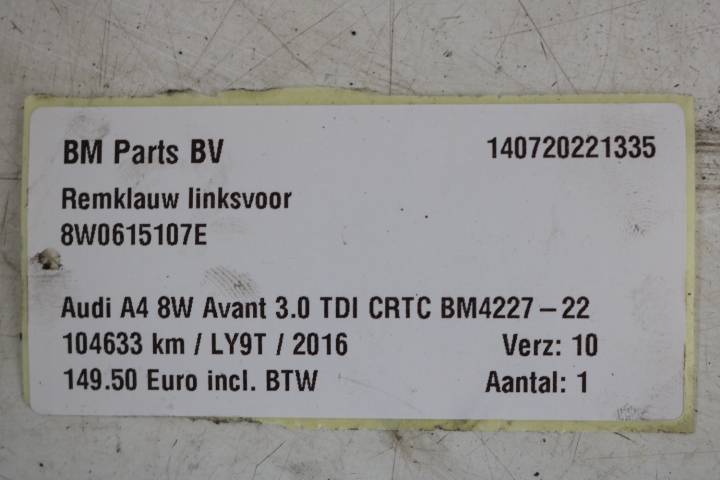 BM Parts BV 140720221335
Remklauw linksvoor
8W0615107E
Audi A4 8W Avant 3.0 TDI CRTC BM4227-22
104633 km / LY9T / 2016 Verz: 10
149.50 Euro incl. BTW Aantal: 1